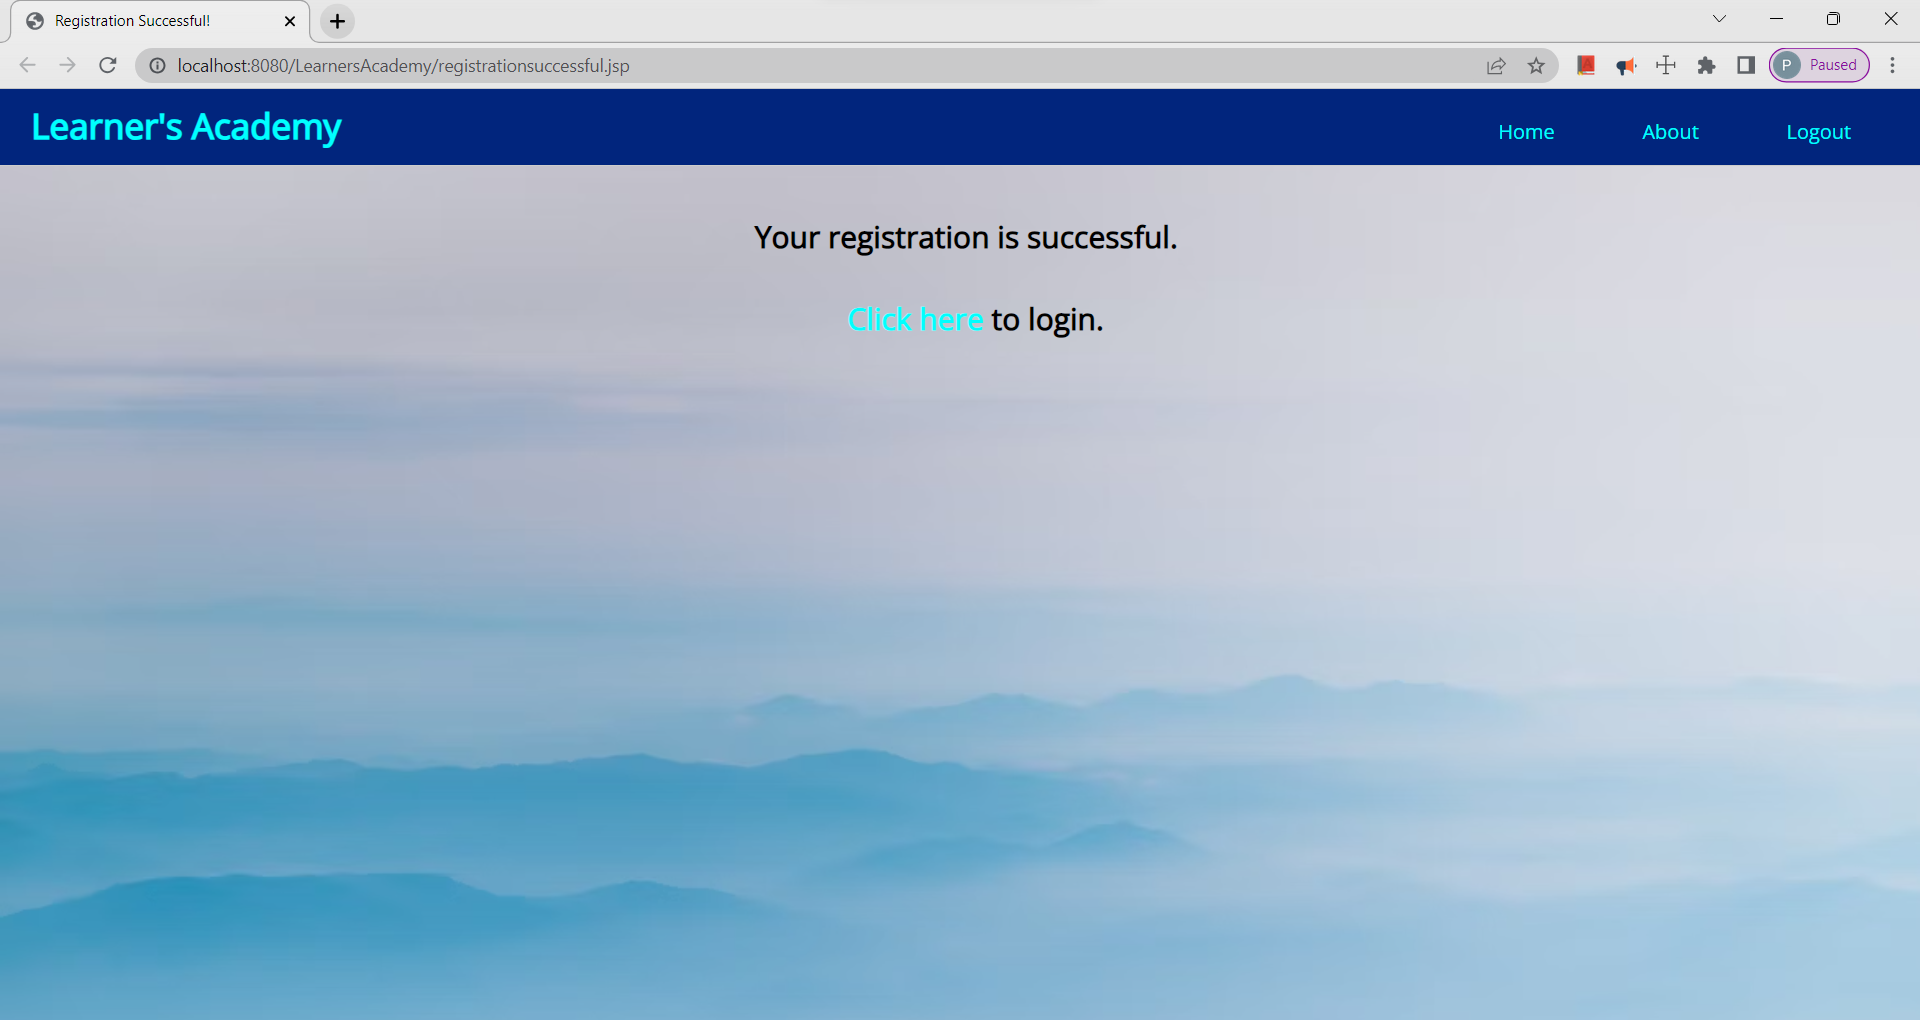 Registration Successful!
localhost:8080/LearnersAcademy/registrationsuccessful.jsp
P Paused
Learner's Academy
Home About Logout
Your registration is successful.
Click here to login.